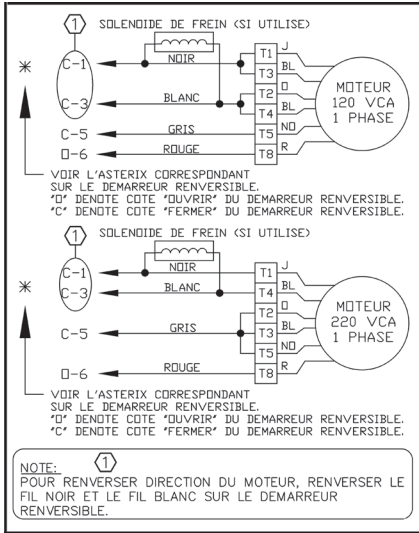 1 SOLENOIDE DE FREIN (SI UTILISE)
* C-1 NOIR T1 J
T3 BL
C-3 BLANC T2 O
T4 BL
C-5 GRIS T5 NO
O-6 ROUGE T8 R
MOTEUR
120 VCA
1 PHASE
VOIR L'ASTERIX CORRESPONDANT
SUR LE DEMARREUR RENVERSIBLE.
"O" DENOTE COTE "OUVRIR" DU DEMARREUR RENVERSIBLE.
"C" DENOTE COTE "FERMER" DU DEMARREUR RENVERSIBLE.
1 SOLENOIDE DE FREIN (SI UTILISE)
* C-1 NOIR T1 J
C-3 BLANC T4 BL
T2 O
C-5 GRIS T3 BL
T5 NO
O-6 ROUGE T8 R
MOTEUR
220 VCA
1 PHASE
VOIR L'ASTERIX CORRESPONDANT
SUR LE DEMARREUR RENVERSIBLE.
"O" DENOTE COTE "OUVRIR" DU DEMARREUR RENVERSIBLE.
"C" DENOTE COTE "FERMER" DU DEMARREUR RENVERSIBLE.
NOTE: 1
POUR RENVERSER DIRECTION DU MOTEUR, RENVERSER LE
FIL NOIR ET LE FIL BLANC SUR LE DEMARREUR
RENVERSIBLE.